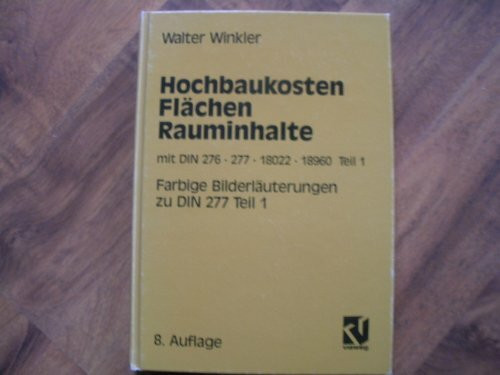 Walter Winkler
Hochbaukosten
Flächen
Rauminhalte
mit DIN 276 · 277 · 18022 · 18960 Teil 1
Farbige Bilderläuterungen
zu DIN 277 Teil 1
8. Auflage
vieweg